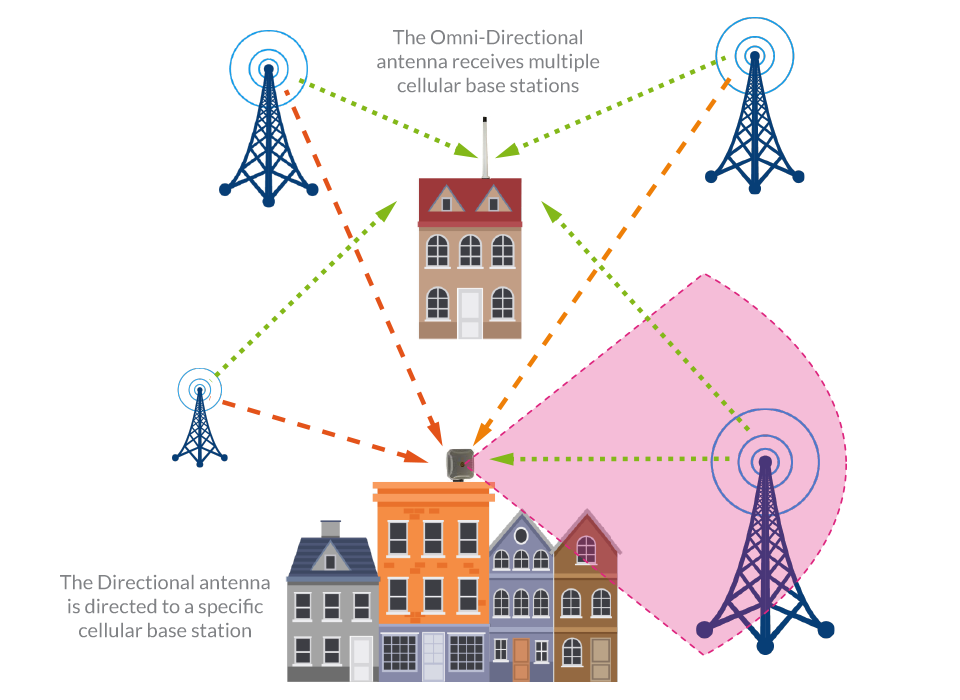 The Omni-Directional
antenna receives multiple
cellular base stations
The Directional antenna
is directed to a specific
cellular base station